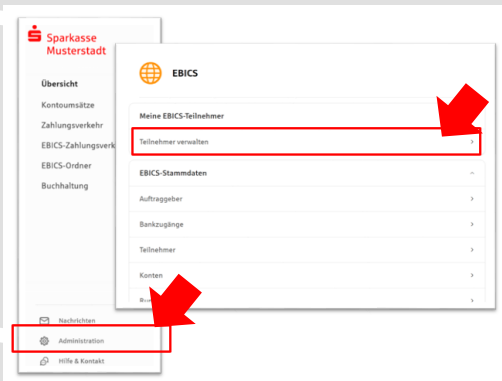 Sparkasse
Musterstadt
Übersicht
Kontoumsätze
Zahlungsverkehr
EBICS-Zahlungsverk
EBICS-Ordner
Buchhaltung
Nachrichten
Administration
Hilfe & Kontakt
EBICS
Meine EBICS-Teilnehmer
Teilnehmer verwalten
EBICS-Stammdaten
Auftraggeber
Bankzugänge
Teilnehmer
Konten